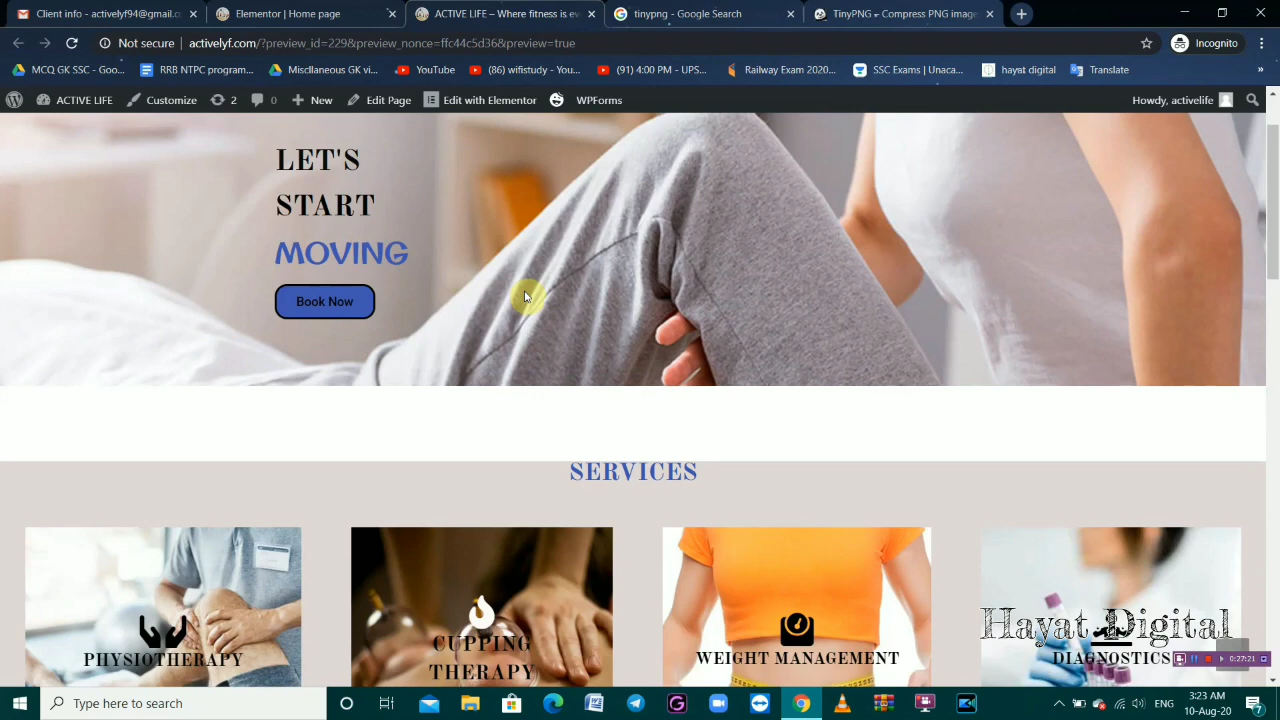 Client info - activelyf94@gmail.c
Elementor | Home page
ACTIVE LIFE – Where fitness is ev
tinypng - Google Search
TinyPNG – Compress PNG image
Not secure | activelyf.com/?preview_id=229&preview_nonce=ffc44c5d36&preview=true
Incognito
MCQ GK SSC - Goo...
RRB NTPC program...
Miscllaneous GK vi...
YouTube
(86) wifistudy - You...
(91) 4:00 PM - UPS...
Railway Exam 2020...
SSC Exams | Unaca...
hayat digital
Translate
»
ACTIVE LIFE
Customize
2
0
New
Edit Page
Edit with Elementor
WPForms
Howdy, activelife
LET'S
START
MOVING
Book Now
SERVICES
PHYSIOTHERAPY
CUPPING
THERAPY
WEIGHT MANAGEMENT
Hayat Digital
DIAGNOSTICS
0:27:21
Type here to search
ENG
3:23 AM
10-Aug-20
7